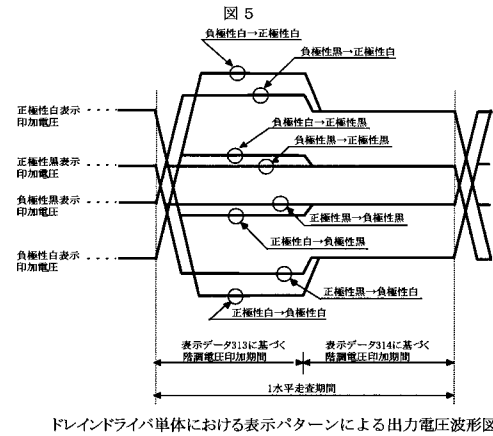 図５
負極性白→正極性白
負極性黒→正極性白
正極性白表示
印加電圧
負極性白→正極性黒
負極性黒→正極性黒
正極性黒表示
印加電圧
負極性黒表示
印加電圧
正極性黒→負極性黒
正極性白→負極性黒
負極性白表示
印加電圧
正極性黒→負極性白
正極性白→負極性白
表示データ313に基づく
階調電圧印加期間
表示データ314に基づく
階調電圧印加期間
1水平走査期間
ドレインドライバ単体における表示パターンによる出力電圧波形図